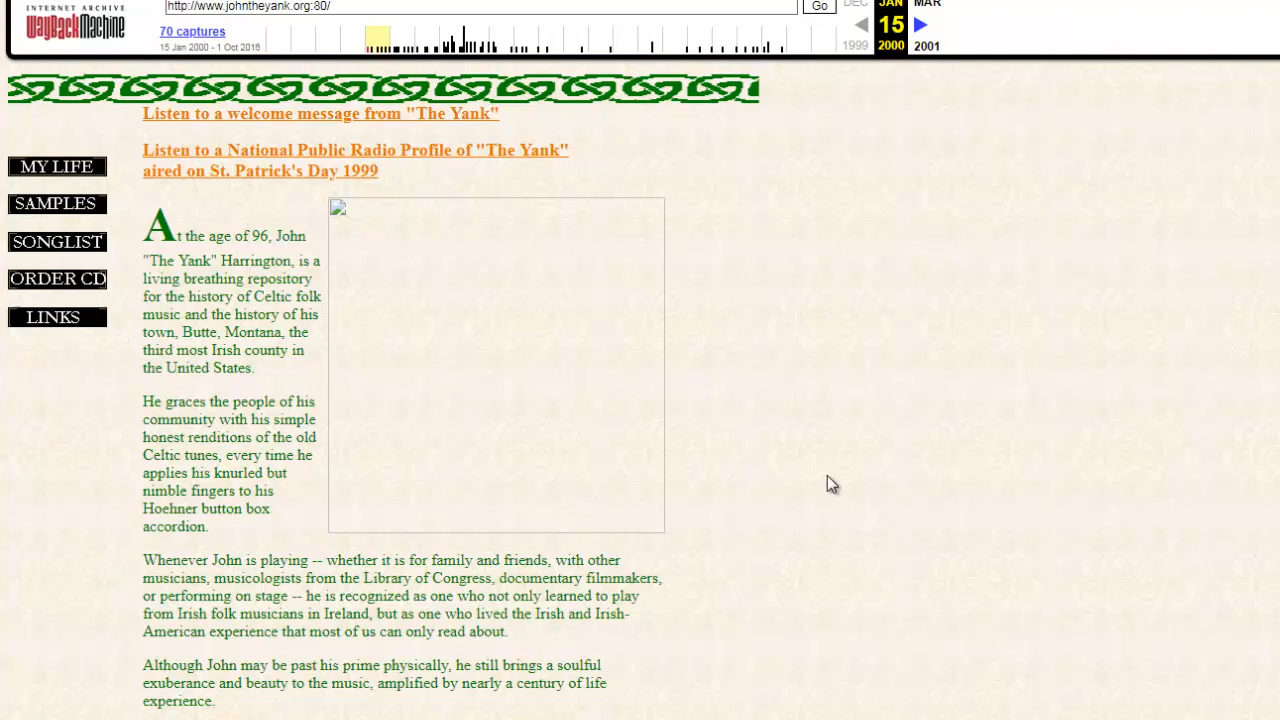 INTERNET ARCHIVE
WayBackMachine
http://www.johntheyank.org:80/
Go
DEC
JAN
MAR
70 captures
15 Jan 2000 - 1 Oct 2016
15
1999
2000
2001
Listen to a welcome message from "The Yank"
Listen to a National Public Radio Profile of "The Yank"
aired on St. Patrick's Day 1999
MY LIFE
SAMPLES
SONGLIST
ORDER CD
LINKS
At the age of 96, John
"The Yank" Harrington, is a
living breathing repository
for the history of Celtic folk
music and the history of his
town, Butte, Montana, the
third most Irish county in
the United States.
He graces the people of his
community with his simple
honest renditions of the old
Celtic tunes, every time he
applies his knurled but
nimble fingers to his
Hoehner button box
accordion.
Whenever John is playing -- whether it is for family and friends, with other
musicians, musicologists from the Library of Congress, documentary filmmakers,
or performing on stage -- he is recognized as one who not only learned to play
from Irish folk musicians in Ireland, but as one who lived the Irish and Irish-
American experience that most of us can only read about.
Although John may be past his prime physically, he still brings a soulful
exuberance and beauty to the music, amplified by nearly a century of life
experience.